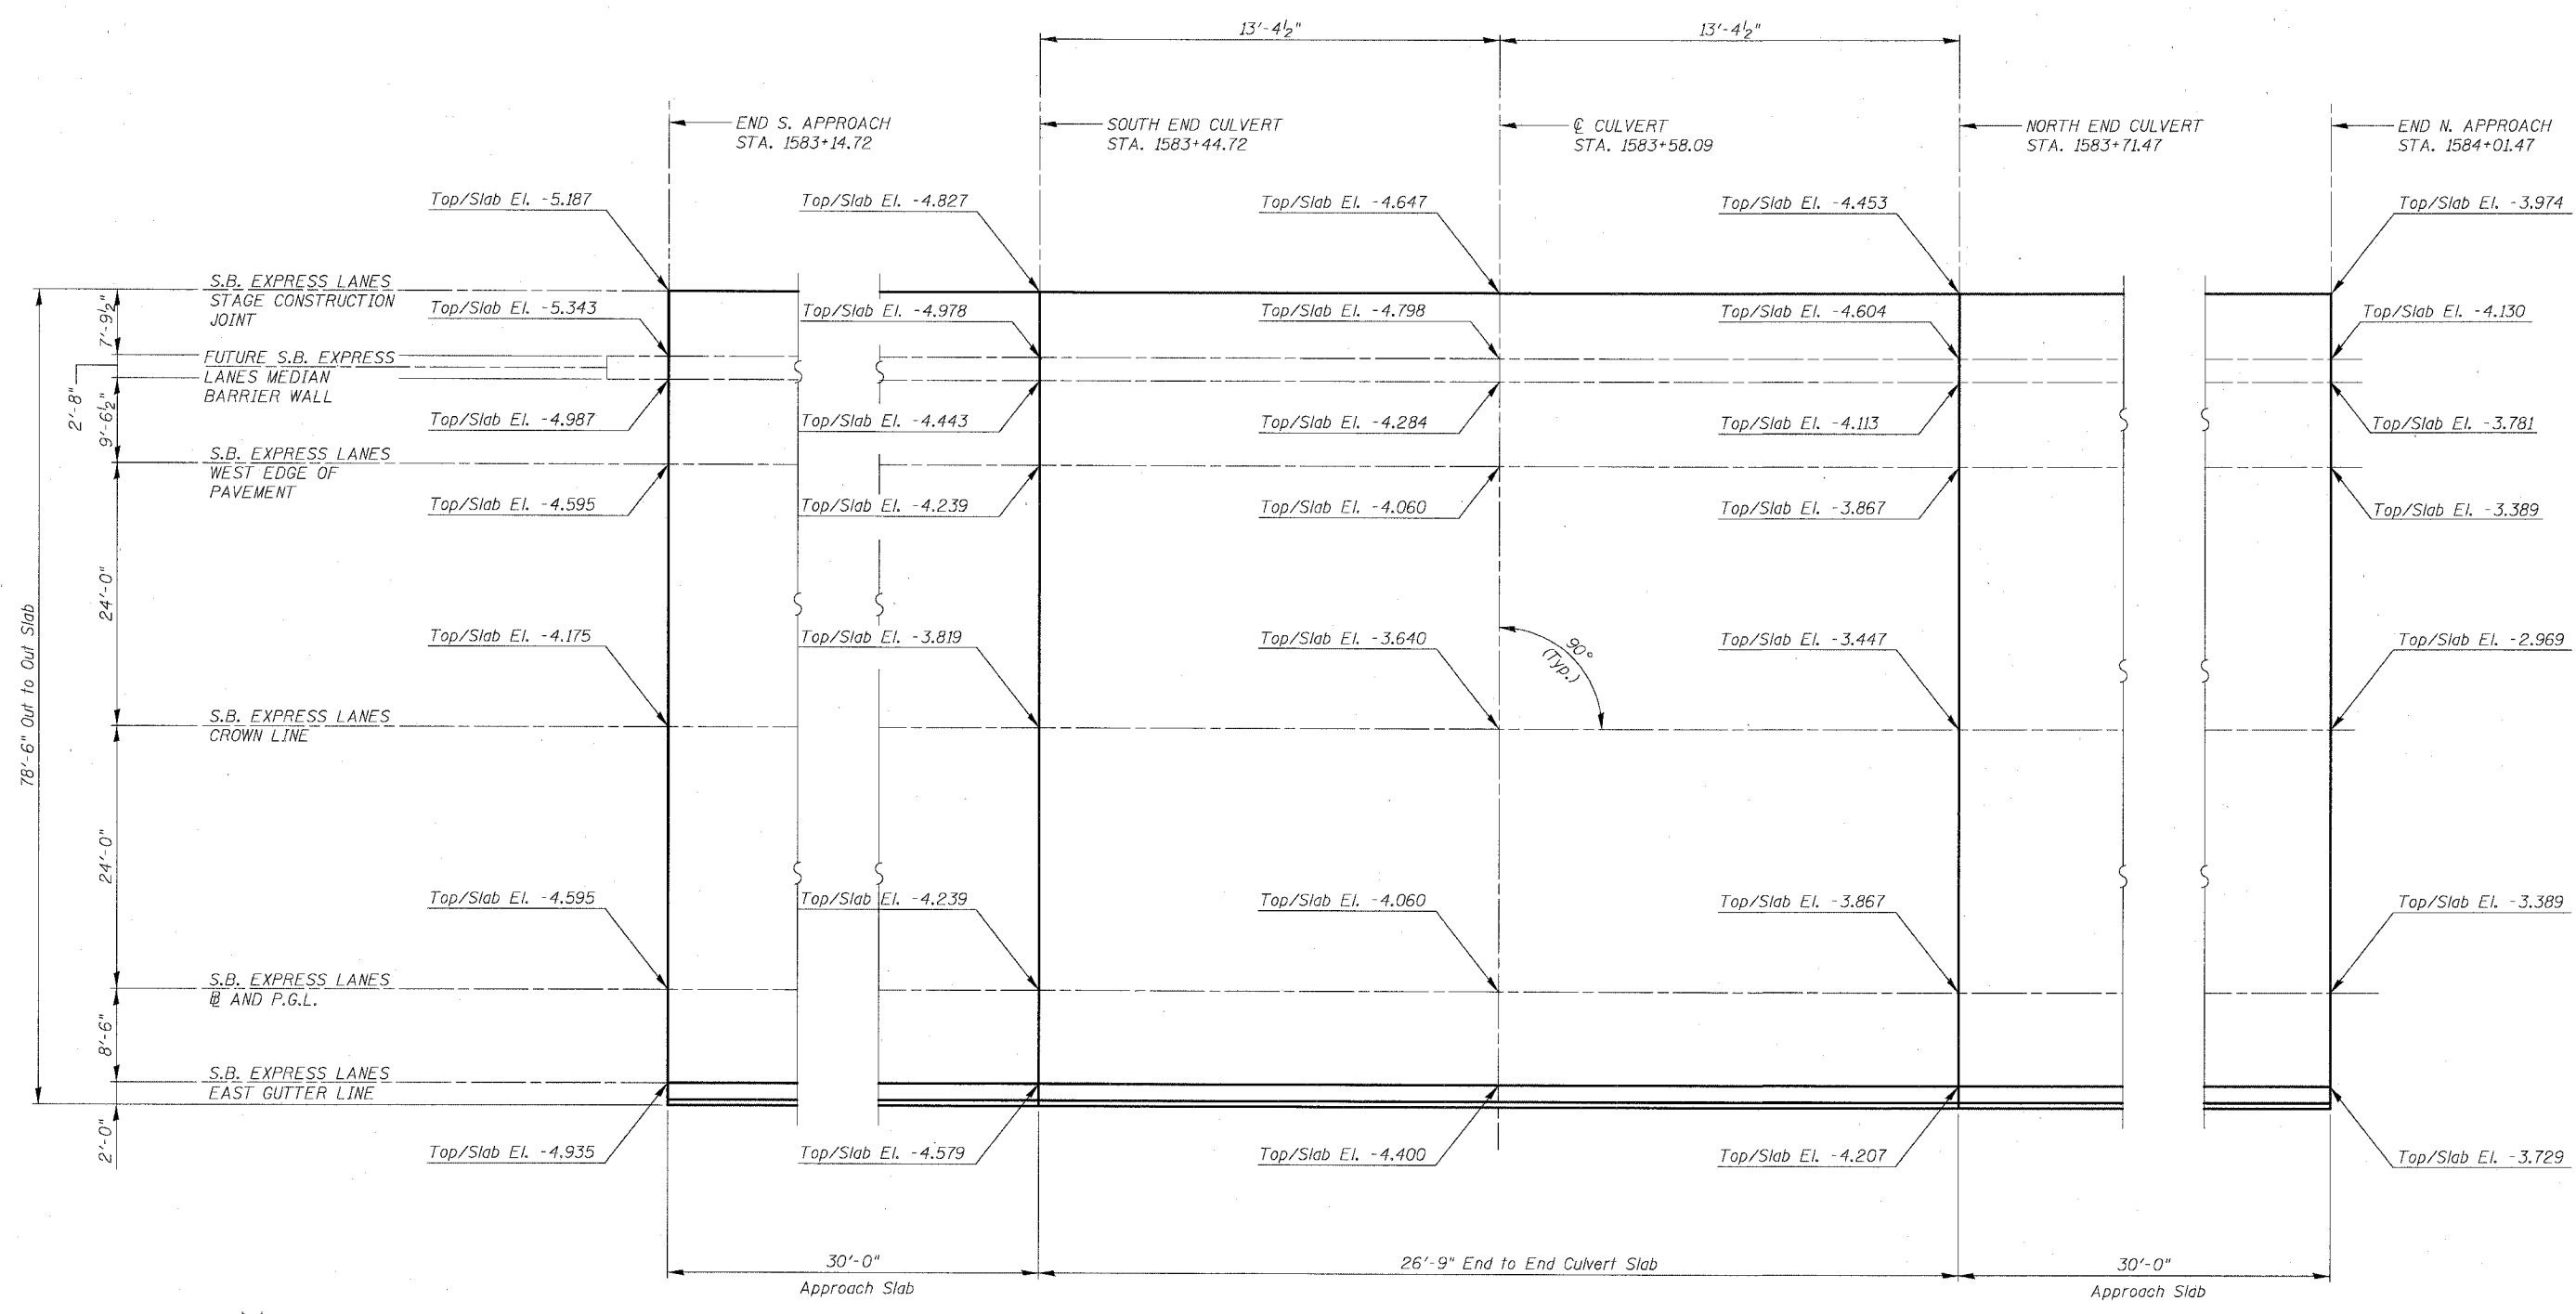 13'-4½" 13'-4½"
END S. APPROACH
STA. 1583+14.72
SOUTH END CULVERT
STA. 1583+44.72
℄ CULVERT
STA. 1583+58.09
NORTH END CULVERT
STA. 1583+71.47
END N. APPROACH
STA. 1584+01.47
Top/Slab El. -5.187 Top/Slab El. -4.827 Top/Slab El. -4.647 Top/Slab El. -4.453 Top/Slab El. -3.974
S.B. EXPRESS LANES
STAGE CONSTRUCTION
JOINT
7'-9½"
Top/Slab El. -5.343 Top/Slab El. -4.978 Top/Slab El. -4.798 Top/Slab El. -4.604 Top/Slab El. -4.130
FUTURE S.B. EXPRESS
LANES MEDIAN
BARRIER WALL
2'-8"
9'-6½"
Top/Slab El. -4.987 Top/Slab El. -4.443 Top/Slab El. -4.284 Top/Slab El. -4.113 Top/Slab El. -3.781
S.B. EXPRESS LANES
WEST EDGE OF
PAVEMENT
Top/Slab El. -4.595 Top/Slab El. -4.239 Top/Slab El. -4.060 Top/Slab El. -3.867 Top/Slab El. -3.389
24'-0"
78'-6" Out to Out Slab
Top/Slab El. -4.175 Top/Slab El. -3.819 Top/Slab El. -3.640 Top/Slab El. -3.447 Top/Slab El. -2.969
90°
(Typ.)
S.B. EXPRESS LANES
CROWN LINE
24'-0"
Top/Slab El. -4.595 Top/Slab El. -4.239 Top/Slab El. -4.060 Top/Slab El. -3.867 Top/Slab El. -3.389
S.B. EXPRESS LANES
AND P.G.L.
8'-6"
S.B. EXPRESS LANES
EAST GUTTER LINE
2'-0"
Top/Slab El. -4.935 Top/Slab El. -4.579 Top/Slab El. -4.400 Top/Slab El. -4.207 Top/Slab El. -3.729
30'-0" 26'-9" End to End Culvert Slab 30'-0"
Approach Slab Approach Slab